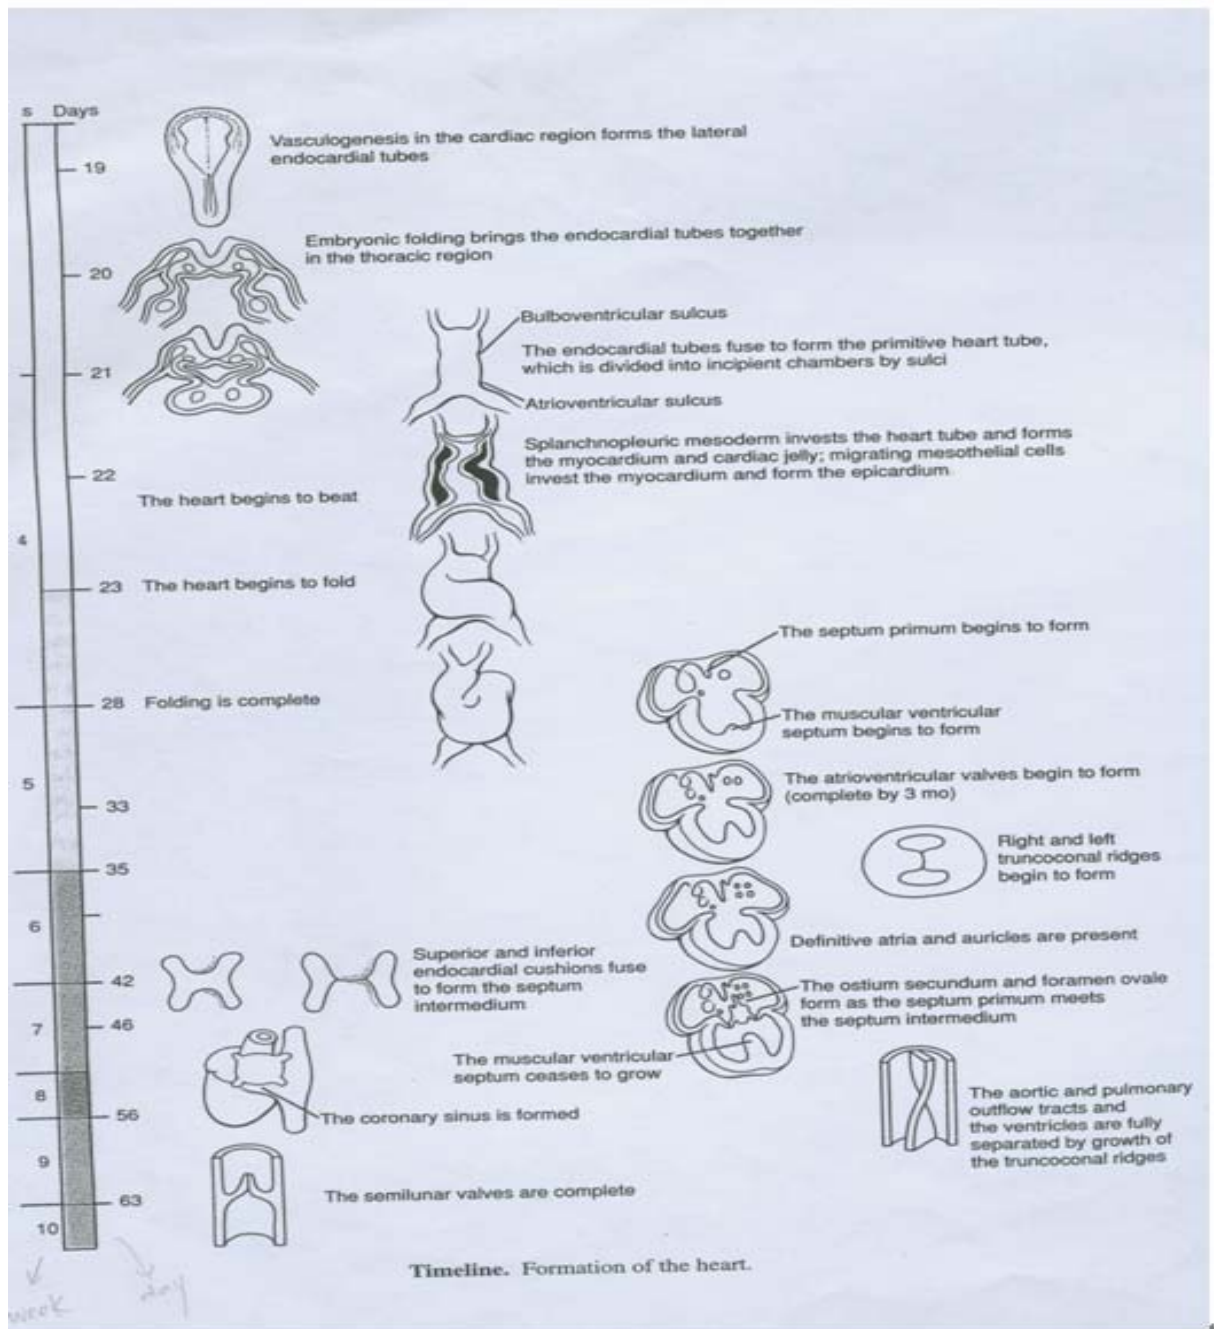 s Days
19
Vasculogenesis in the cardiac region forms the lateral
endocardial tubes
20
Embryonic folding brings the endocardial tubes together
in the thoracic region
21
Bulboventricular sulcus
The endocardial tubes fuse to form the primitive heart tube,
which is divided into incipient chambers by sulci
Atrioventricular sulcus
22
Splanchnopleuric mesoderm invests the heart tube and forms
the myocardium and cardiac jelly; migrating mesothelial cells
invest the myocardium and form the epicardium
The heart begins to beat
4
23 The heart begins to fold
The septum primum begins to form
28 Folding is complete
The muscular ventricular
septum begins to form
5
33
The atrioventricular valves begin to form
(complete by 3 mo)
35
Right and left
truncoconal ridges
begin to form
6
Definitive atria and auricles are present
42
Superior and inferior
endocardial cushions fuse
to form the septum
intermedium
The ostium secundum and foramen ovale
form as the septum primum meets
the septum intermedium
7
46
The muscular ventricular
septum ceases to grow
8
56
The coronary sinus is formed
The aortic and pulmonary
outflow tracts and
the ventricles are fully
separated by growth of
the truncoconal ridges
9
63
The semilunar valves are complete
10
Timeline. Formation of the heart.
week
day